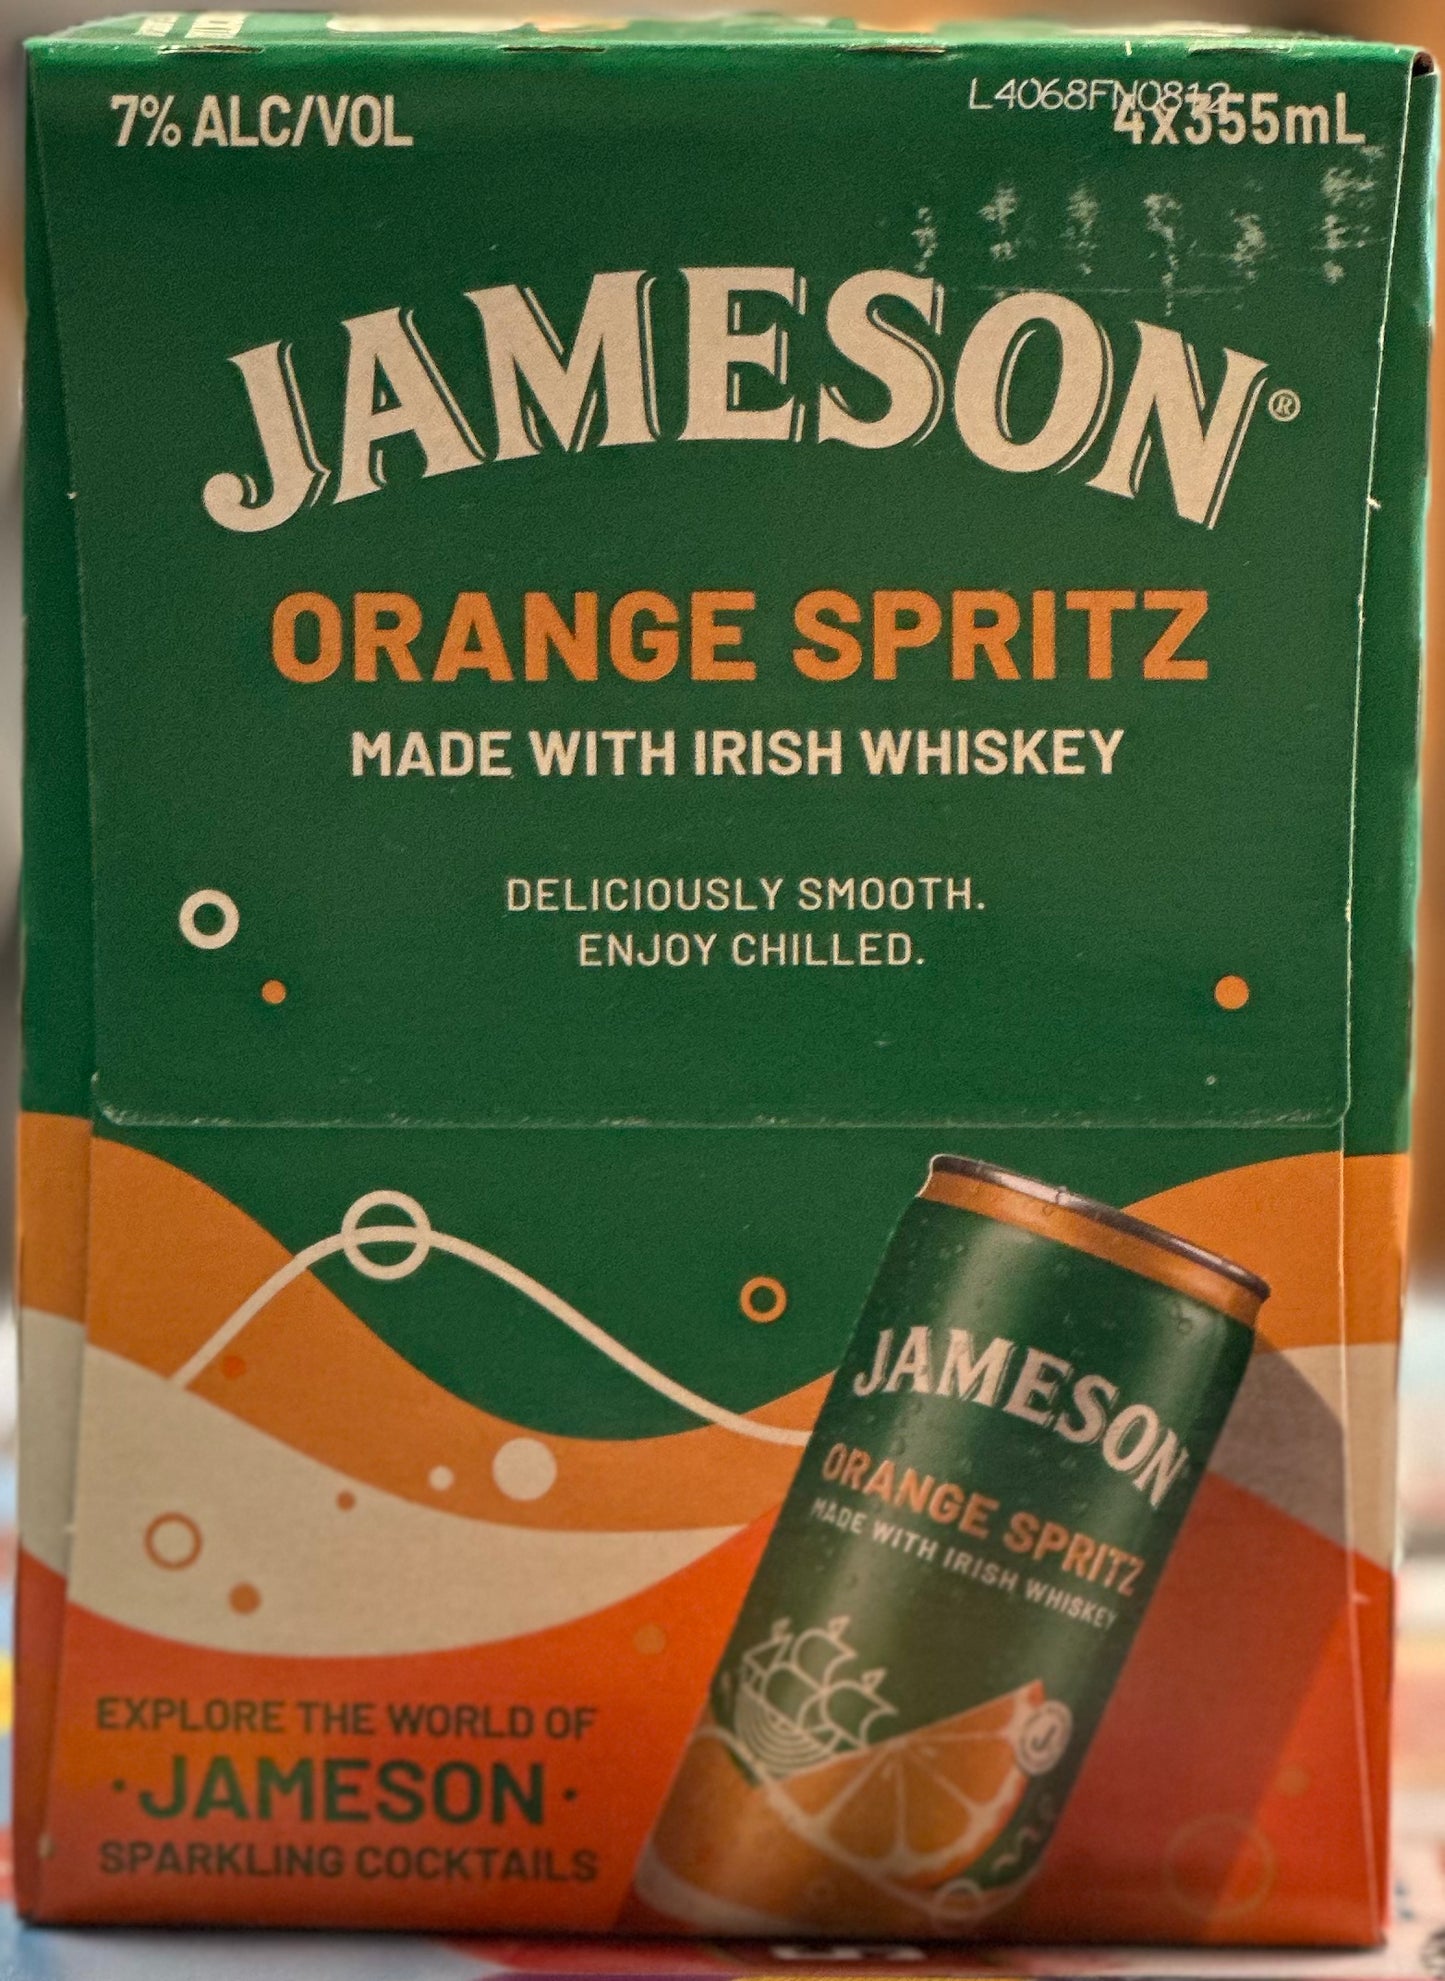 7% ALC/VOL
L4068FN0812
4x355mL
JAMESON®
ORANGE SPRITZ
MADE WITH IRISH WHISKEY
DELICIOUSLY SMOOTH.
ENJOY CHILLED.
JAMESON
ORANGE SPRITZ
MADE WITH IRISH WHISKEY
J
EXPLORE THE WORLD OF
· JAMESON ·
SPARKLING COCKTAILS